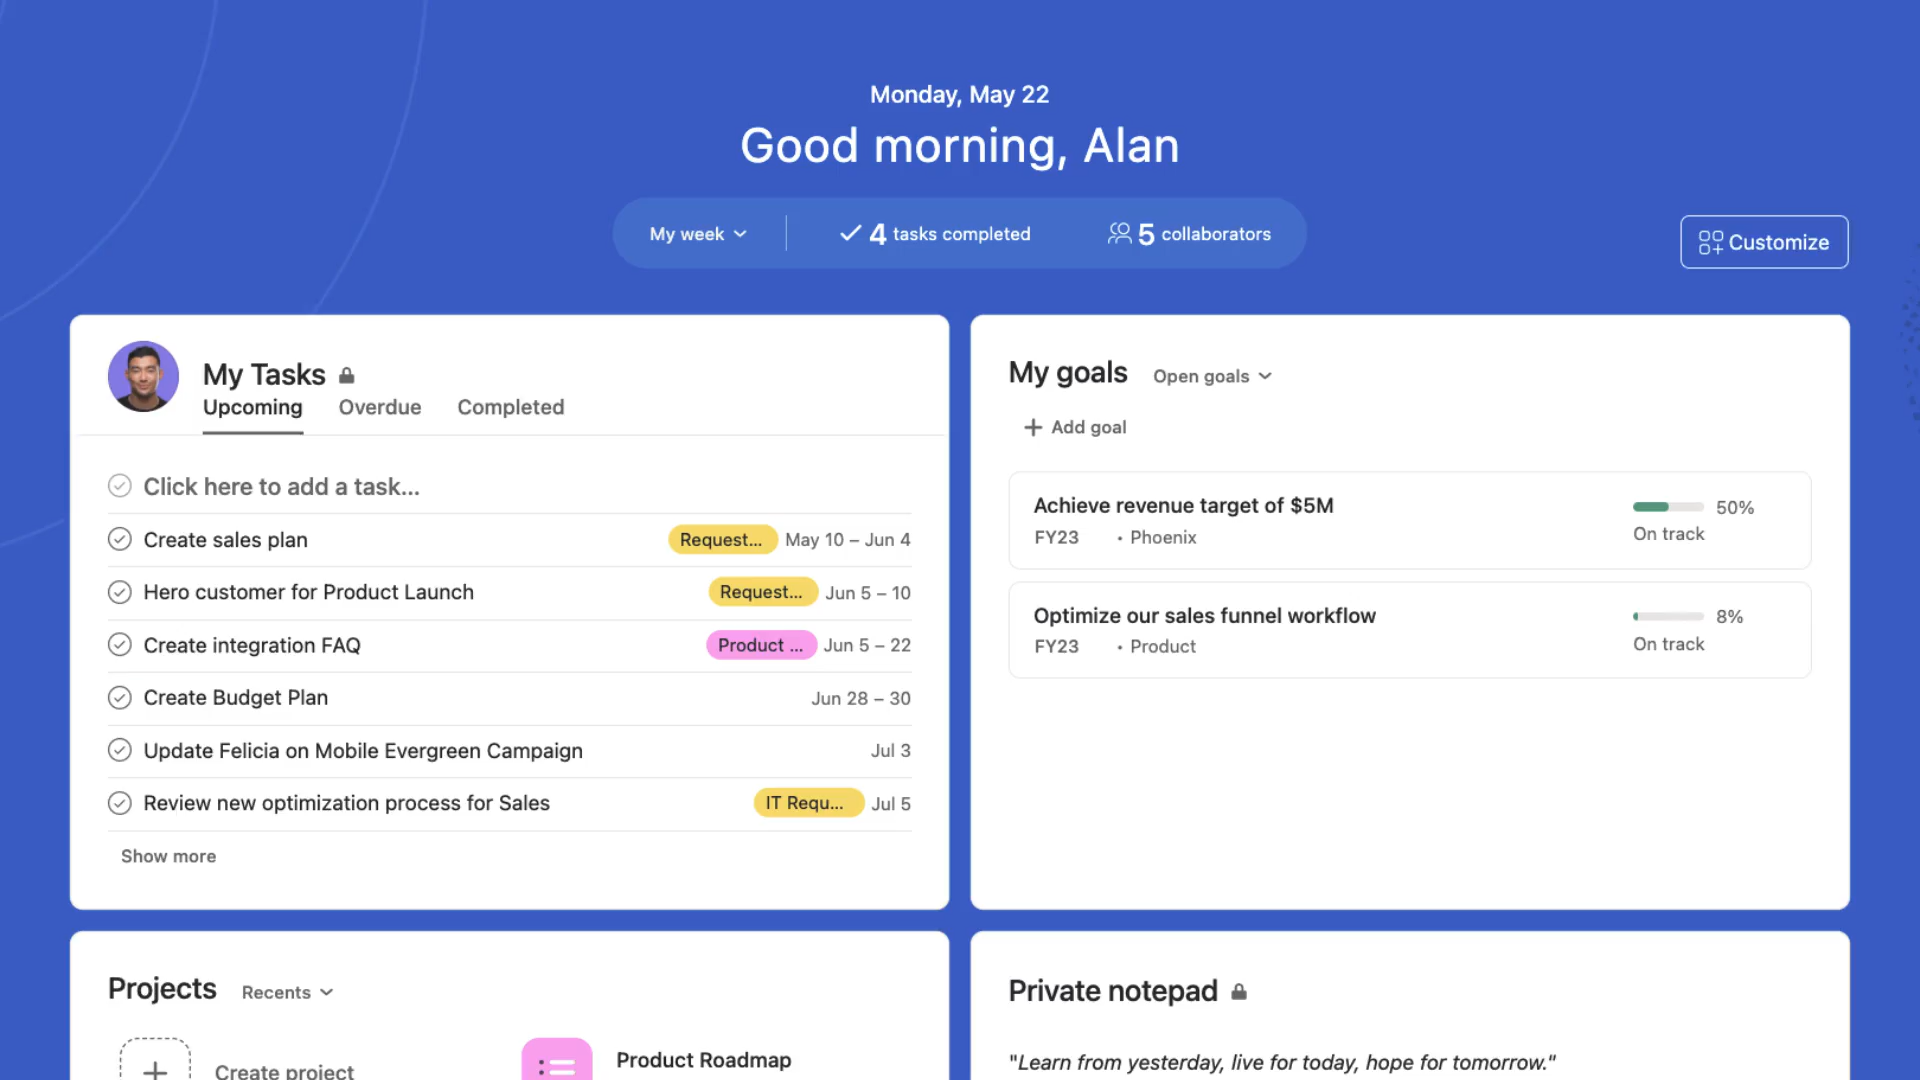 Monday, May 22
Good morning, Alan
My week
4 tasks completed
5 collaborators
Customize
My Tasks
Upcoming Overdue Completed
Click here to add a task...
Create sales plan Request... May 10 – Jun 4
Hero customer for Product Launch Request... Jun 5 – 10
Create integration FAQ Product ... Jun 5 – 22
Create Budget Plan Jun 28 – 30
Update Felicia on Mobile Evergreen Campaign Jul 3
Review new optimization process for Sales IT Requ... Jul 5
Show more
My goals Open goals
Add goal
Achieve revenue target of $5M 50%
FY23 • Phoenix On track
Optimize our sales funnel workflow 8%
FY23 • Product On track
Projects Recents
Create project
Product Roadmap
Private notepad
"Learn from yesterday, live for today, hope for tomorrow."